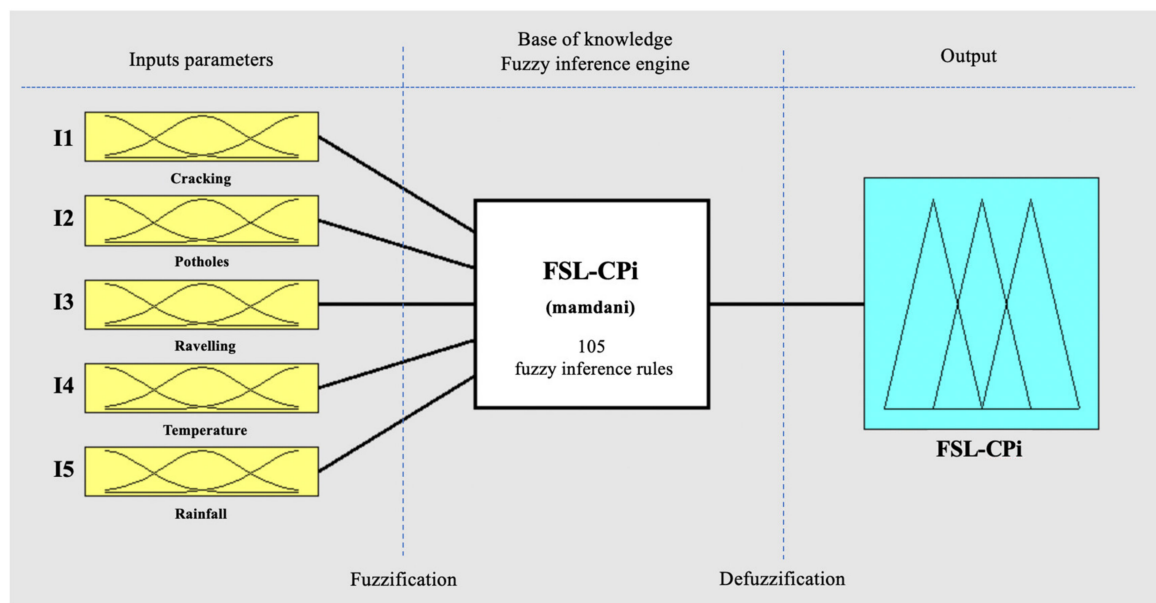 Inputs parameters
Base of knowledge
Fuzzy inference engine
Output
I1
Cracking
I2
Potholes
I3
Ravelling
I4
Temperature
I5
Rainfall
FSL-CPi
(mamdani)
105
fuzzy inference rules
FSL-CPi
Fuzzification
Defuzzification